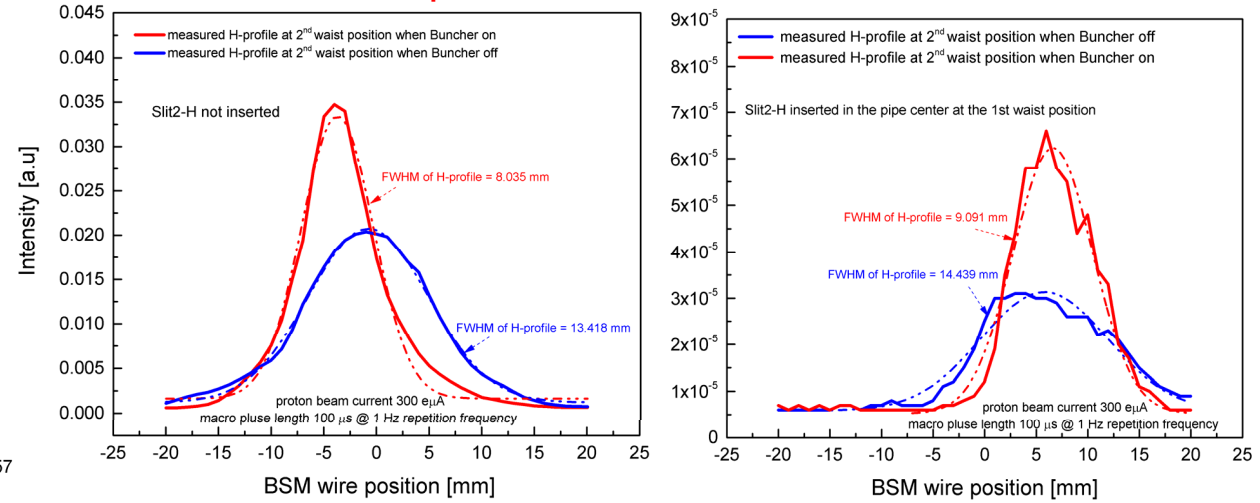 measured H-profile at 2nd waist position when Buncher on
measured H-profile at 2nd waist position when Buncher off
Slit2-H not inserted
FWHM of H-profile = 8.035 mm
FWHM of H-profile = 13.418 mm
proton beam current 300 eμA
macro pluse length 100 μs @ 1 Hz repetition frequency
0.045
0.040
0.035
0.030
0.025
0.020
0.015
0.010
0.005
0.000
Intensity [a.u]
-25 -20 -15 -10 -5 0 5 10 15 20 25
BSM wire position [mm]
57
measured H-profile at 2nd waist position when Buncher off
measured H-profile at 2nd waist position when Buncher on
Slit2-H inserted in the pipe center at the 1st waist position
FWHM of H-profile = 9.091 mm
FWHM of H-profile = 14.439 mm
proton beam current 300 eμA
macro pluse length 100 μs @ 1 Hz repetition frequency
9x10-5
8x10-5
7x10-5
6x10-5
5x10-5
4x10-5
3x10-5
2x10-5
1x10-5
0
-25 -20 -15 -10 -5 0 5 10 15 20 25
BSM wire position [mm]